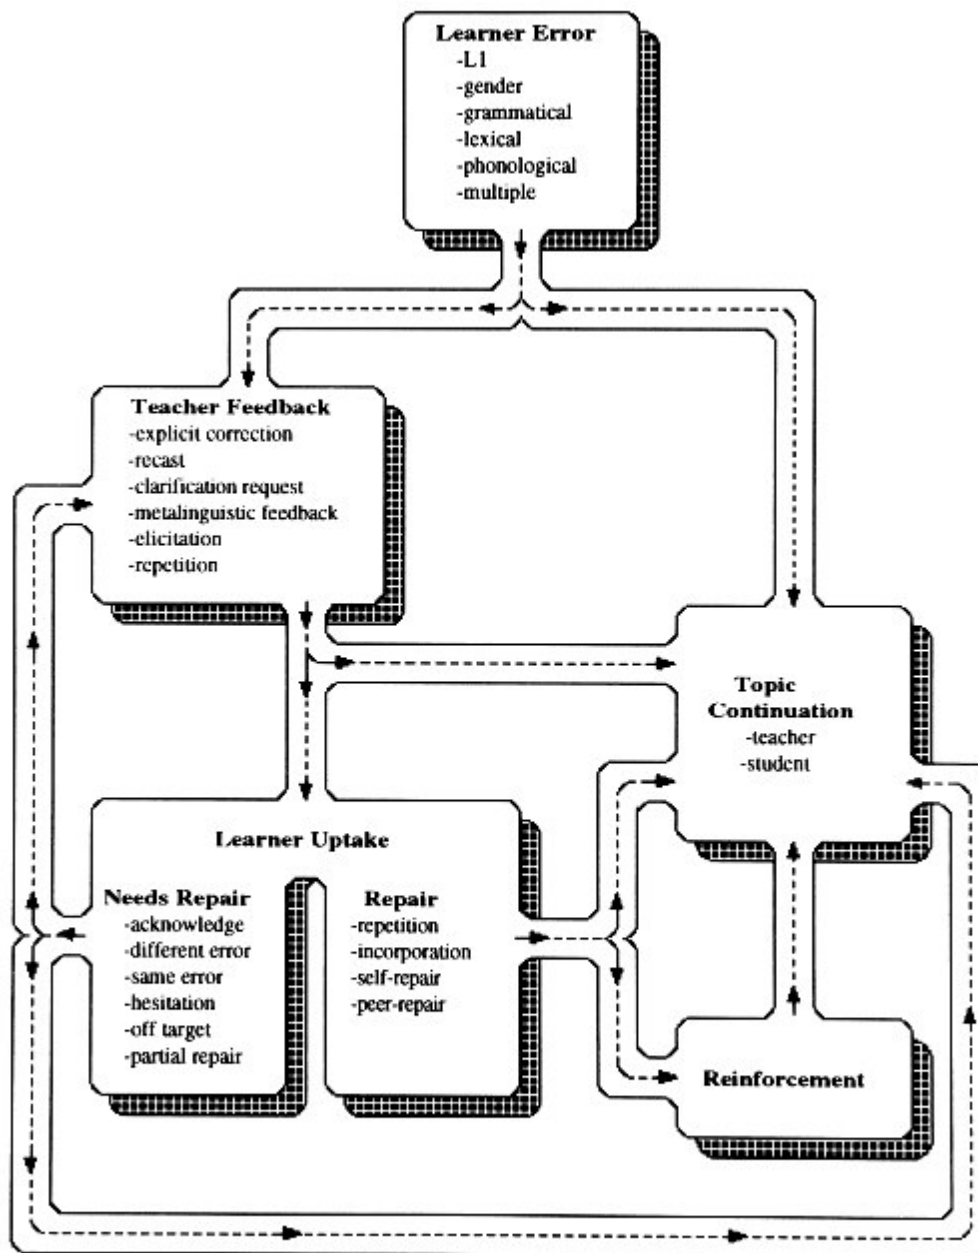 Learner Error
-L1
-gender
-grammatical
-lexical
-phonological
-multiple
Teacher Feedback
-explicit correction
-recast
-clarification request
-metalinguistic feedback
-elicitation
-repetition
Topic
Continuation
-teacher
-student
Learner Uptake
Needs Repair
-acknowledge
-different error
-same error
-hesitation
-off target
-partial repair
Repair
-repetition
-incorporation
-self-repair
-peer-repair
Reinforcement